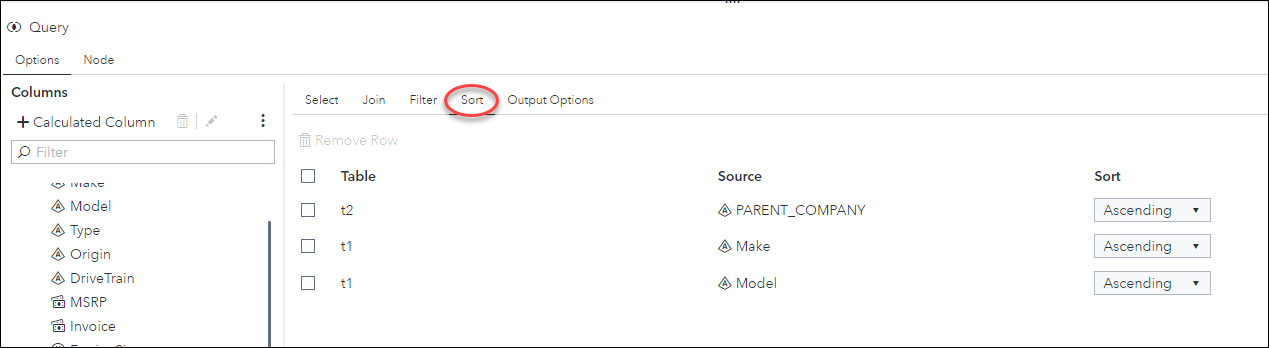 Query
Options Node
Columns
Select Join Filter Sort Output Options
+ Calculated Column
Remove Row
Filter
Table Source Sort
Make
Model
t2 PARENT_COMPANY Ascending
Type
t1 Make Ascending
Origin
DriveTrain
t1 Model Ascending
MSRP
Invoice